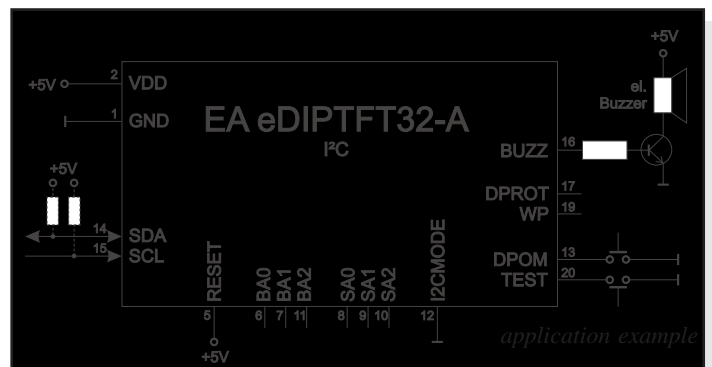 +5V
el.
Buzzer
+5V
2
VDD
1
GND
EA eDIPTFT32-A
I²C
BUZZ
16
DPROT
17
WP
19
+5V
14
SDA
15
SCL
DPOM
13
TEST
20
RESET
BA0
BA1
BA2
SA0
SA1
SA2
I2CMODE
5
6
7
11
8
9
10
12
+5V
application example